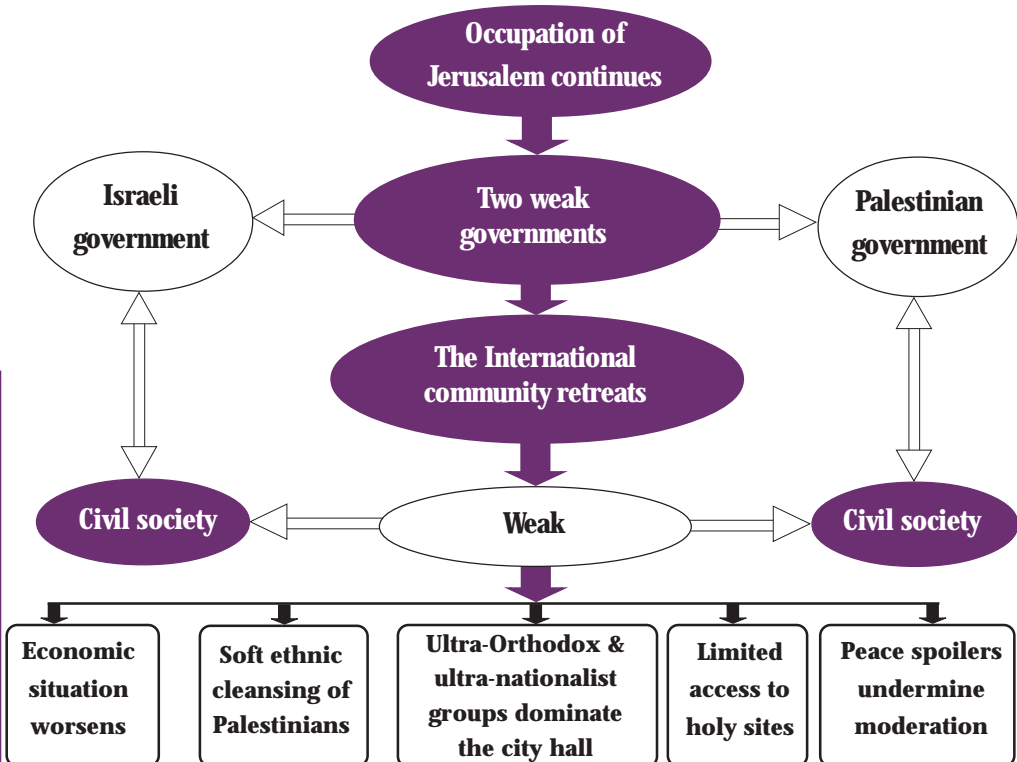 Occupation of
Jerusalem continues
Israeli
government
Two weak
governments
Palestinian
government
The International
community retreats
Civil society
Weak
Civil society
Economic
situation
worsens
Soft ethnic
cleansing of
Palestinians
Ultra-Orthodox &
ultra-nationalist
groups dominate
the city hall
Limited
access to
holy sites
Peace spoilers
undermine
moderation